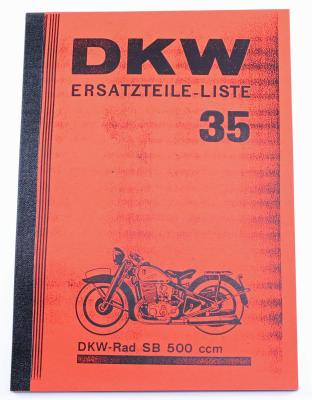 DKW
ERSATZTEILE-LISTE
35
DKW-Rad SB 500 ccm